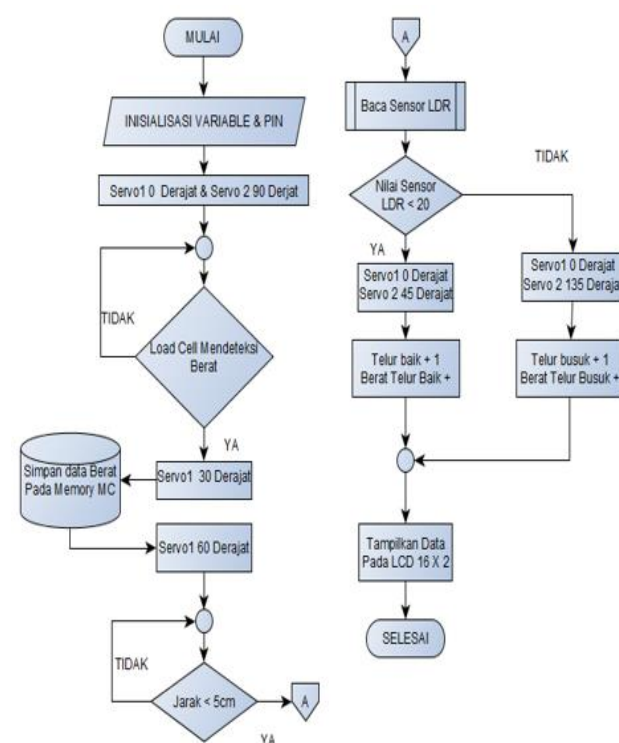 MULAI
INISIALISASI VARIABLE & PIN
Servo1 0 Derajat & Servo 2 90 Derjat
TIDAK
Load Cell Mendeteksi
Berat
YA
Servo1 30 Derajat
Simpan data Berat
Pada Memory MC
Servo1 60 Derajat
TIDAK
Jarak < 5cm
YA
A
A
Baca Sensor LDR
Nilai Sensor
LDR < 20
TIDAK
YA
Servo1 0 Derajat
Servo 2 45 Derajat
Servo1 0 Derajat
Servo 2 135 Deraja
Telur baik + 1
Berat Telur Baik +
Telur busuk + 1
Berat Telur Busuk +
Tampilkan Data
Pada LCD 16 X 2
SELESAI